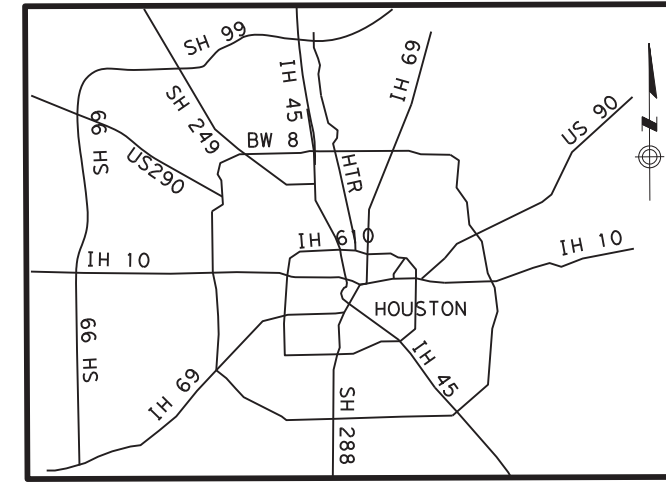 SH 99
IH 45
IH 69
SH 249
US 90
SH 99
BW 8
US290
HTR
IH 610
IH 10
IH 10
HOUSTON
SH 99
IH 69
IH 45
SH 288
N